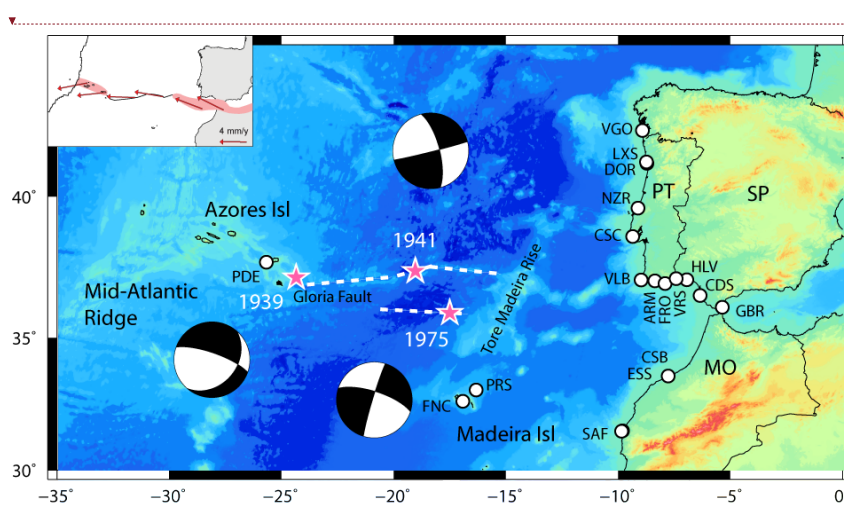 4 mm/y
40°
35°
30°
Azores Isl
PDE
Mid-Atlantic
Ridge
1939
Gloria Fault
1941
1975
Tore Madeira Rise
PRS
FNC
Madeira Isl
VGO
LXS
DOR
PT
SP
NZR
CSC
VLB
ARM
FRO
VRS
HLV
CDS
GBR
CSB
ESS
MO
SAF
−35°
−30°
−25°
−20°
−15°
−10°
−5°
0